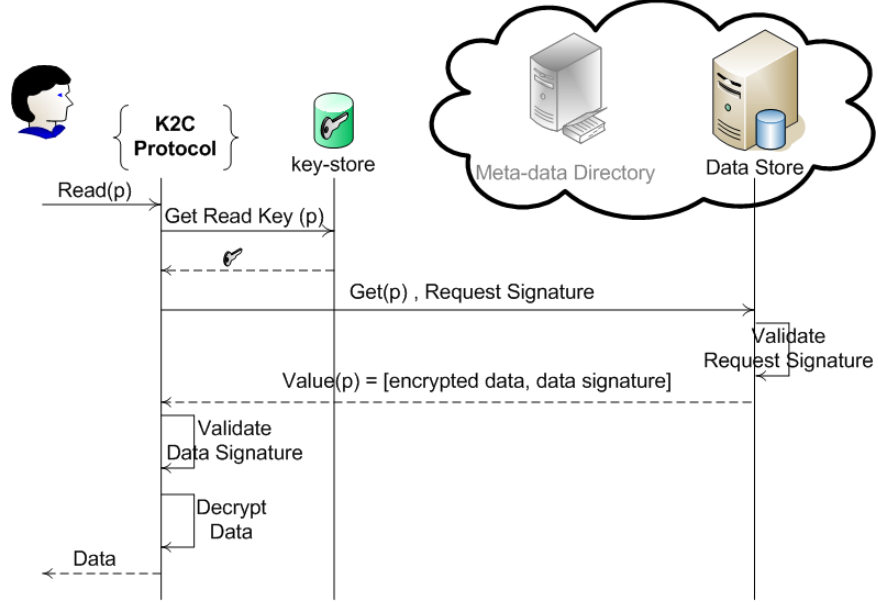 K2C
Protocol
key-store
Meta-data Directory
Data Store
Read(p)
Get Read Key (p)
Get(p) , Request Signature
Validate
Request Signature
Value(p) = [encrypted data, data signature]
Validate
Data Signature
Decrypt
Data
Data